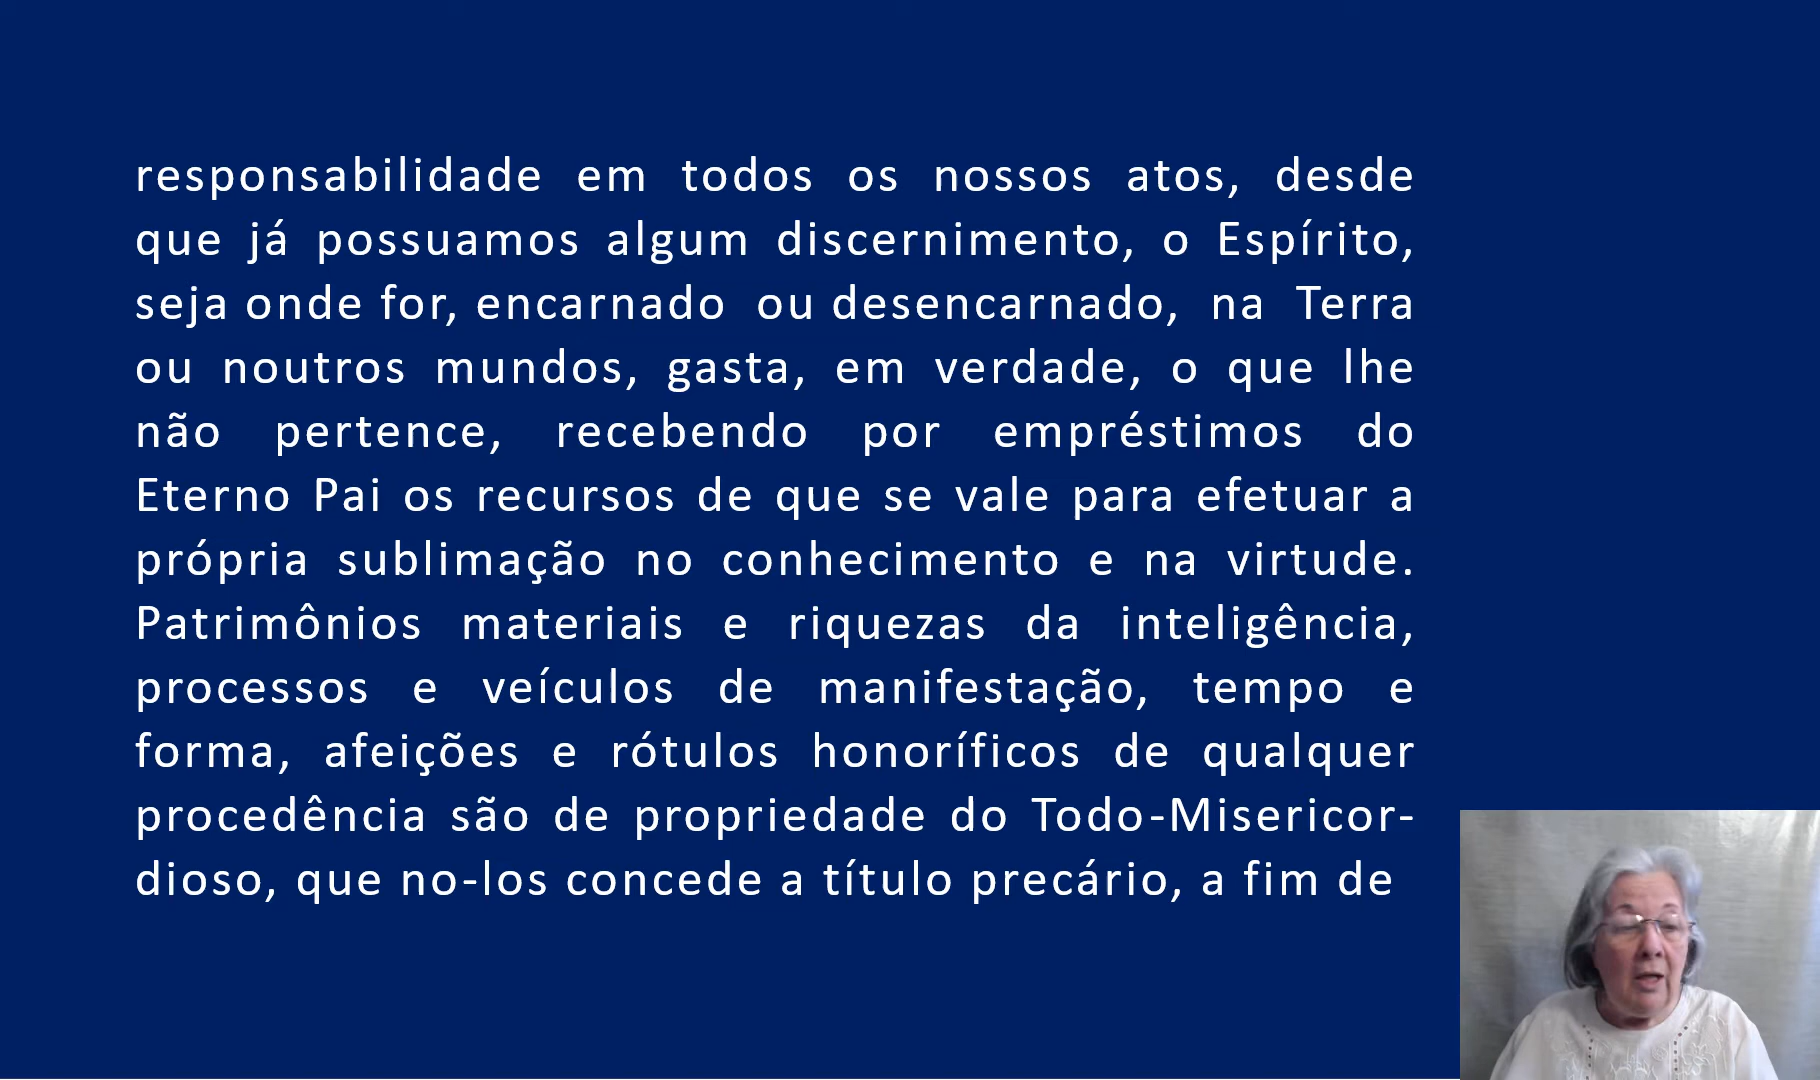 responsabilidade em todos os nossos atos, desde
que já possuamos algum discernimento, o Espírito,
seja onde for, encarnado ou desencarnado, na Terra
ou noutros mundos, gasta, em verdade, o que lhe
não pertence, recebendo por empréstimos do
Eterno Pai os recursos de que se vale para efetuar a
própria sublimação no conhecimento e na virtude.
Patrimônios materiais e riquezas da inteligência,
processos e veículos de manifestação, tempo e
forma, afeições e rótulos honoríficos de qualquer
procedência são de propriedade do Todo-Misericor-
dioso, que no-los concede a título precário, a fim de